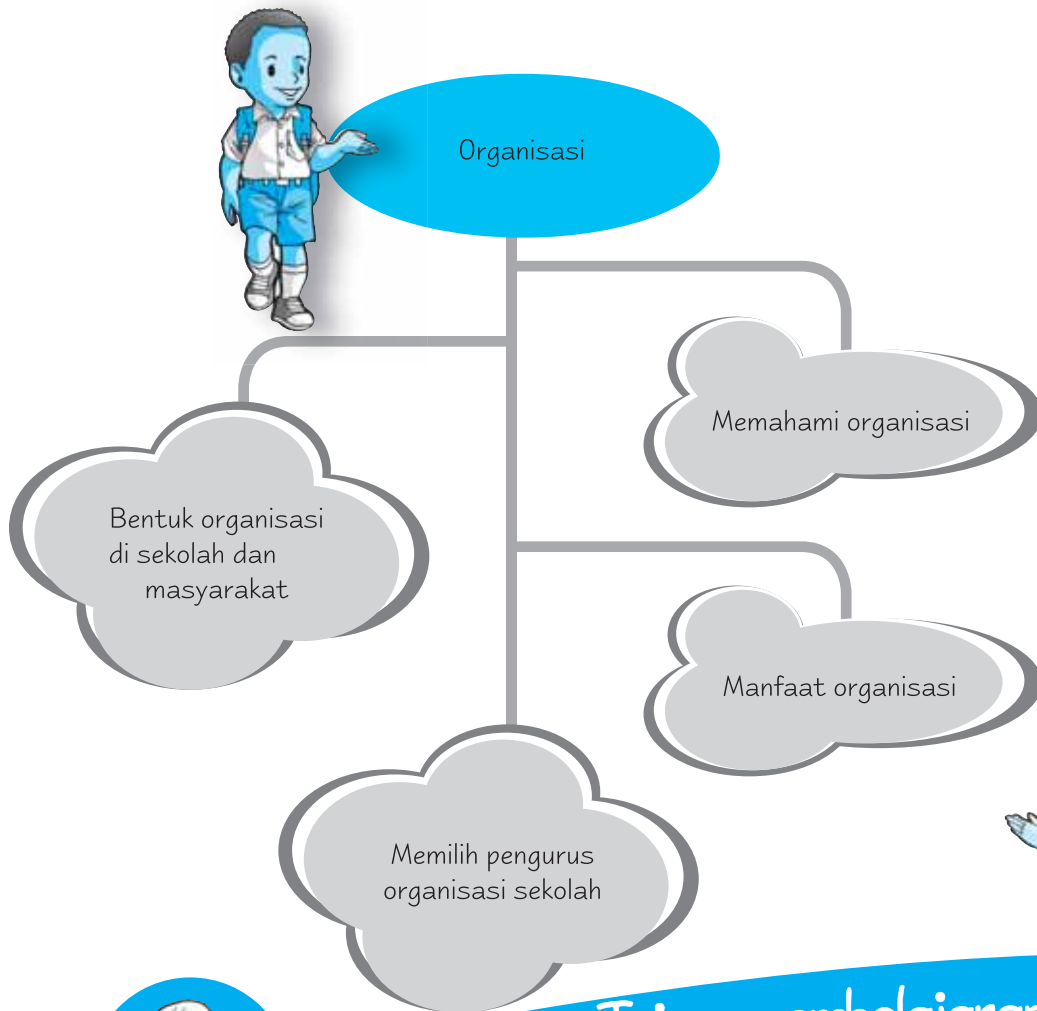 Organisasi
Memahami organisasi
Bentuk organisasi
di sekolah dan
masyarakat
Manfaat organisasi
Memilih pengurus
organisasi sekolah